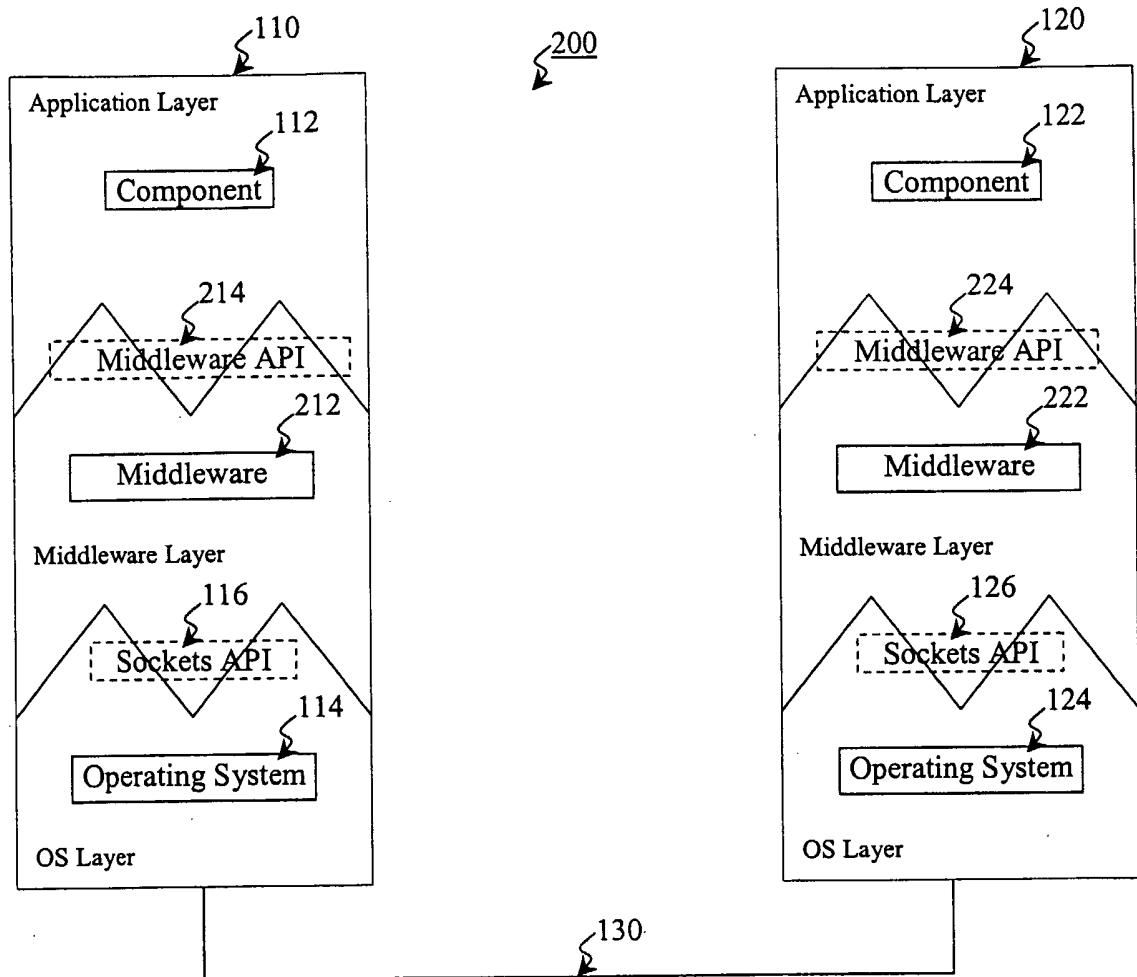 110
200
120
Application Layer
112
Component
214
Middleware API
212
Middleware
Middleware Layer
116
Sockets API
114
Operating System
OS Layer
Application Layer
122
Component
224
Middleware API
222
Middleware
Middleware Layer
126
Sockets API
124
Operating System
OS Layer
130